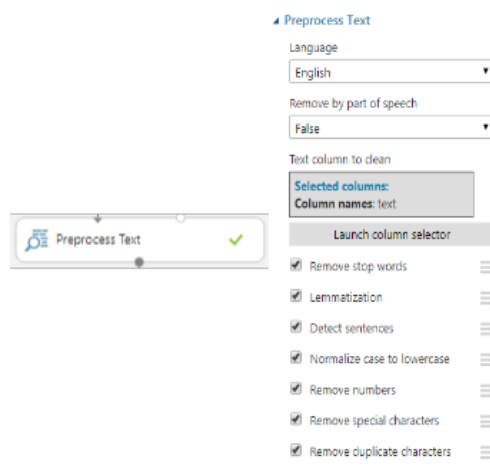 Preprocess Text
Preprocess Text
Language
English
Remove by part of speech
False
Text column to clean
Selected columns:
Column names: text
Launch column selector
Remove stop words
Lemmatization
Detect sentences
Normalize case to lowercase
Remove numbers
Remove special characters
Remove duplicate characters